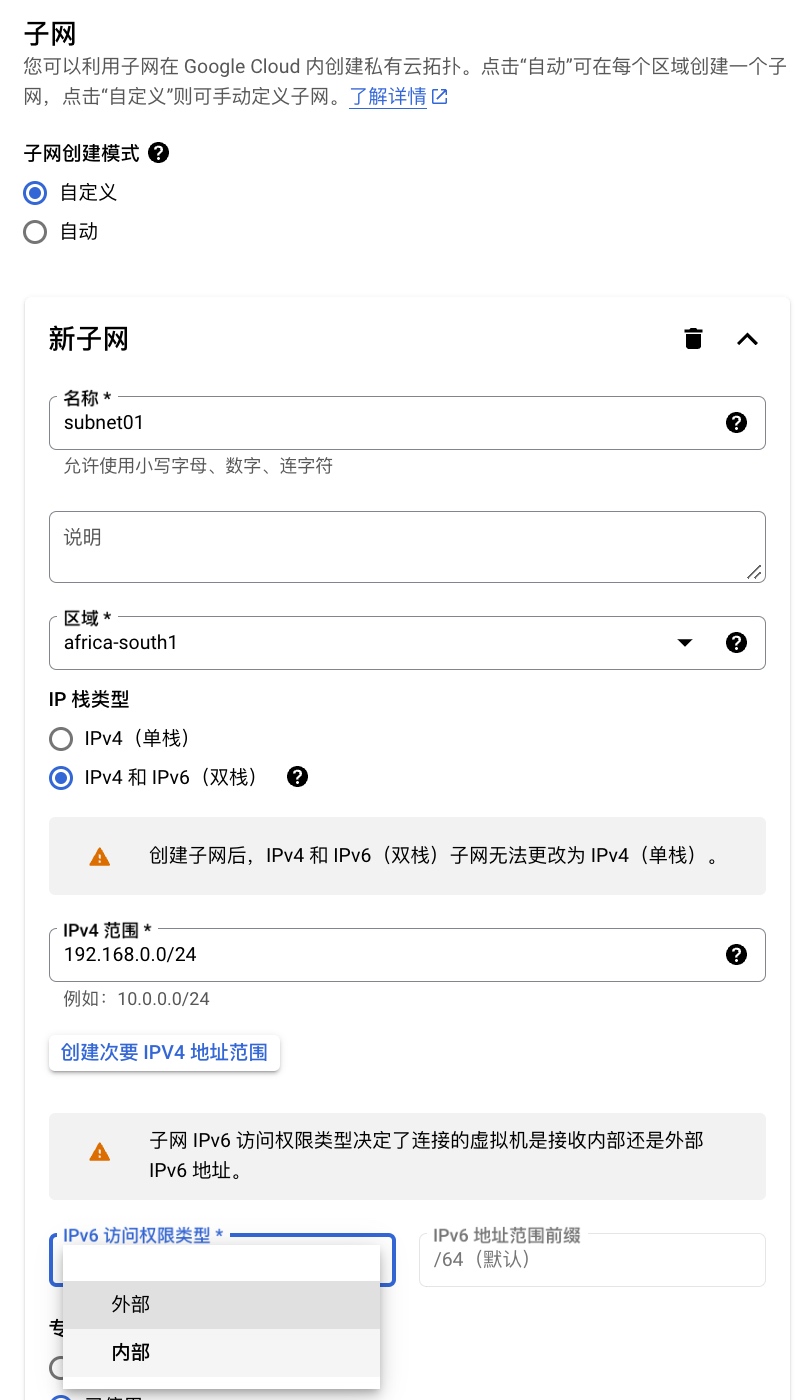 子网
您可以利用子网在 Google Cloud 内创建私有云拓扑。点击“自动”可在每个区域创建一个子
网，点击“自定义”则可手动定义子网。了解详情
子网创建模式
自定义
自动
新子网
名称 *
subnet01
允许使用小写字母、数字、连字符
说明
区域 *
africa-south1
IP 栈类型
IPv4（单栈）
IPv4 和 IPv6（双栈）
创建子网后，IPv4 和 IPv6（双栈）子网无法更改为 IPv4（单栈）。
IPv4 范围 *
192.168.0.0/24
例如：10.0.0.0/24
创建次要 IPV4 地址范围
子网 IPv6 访问权限类型决定了连接的虚拟机是接收内部还是外部
IPv6 地址。
IPv6 访问权限类型 *
IPv6 地址范围前缀
/64（默认）
外部
内部